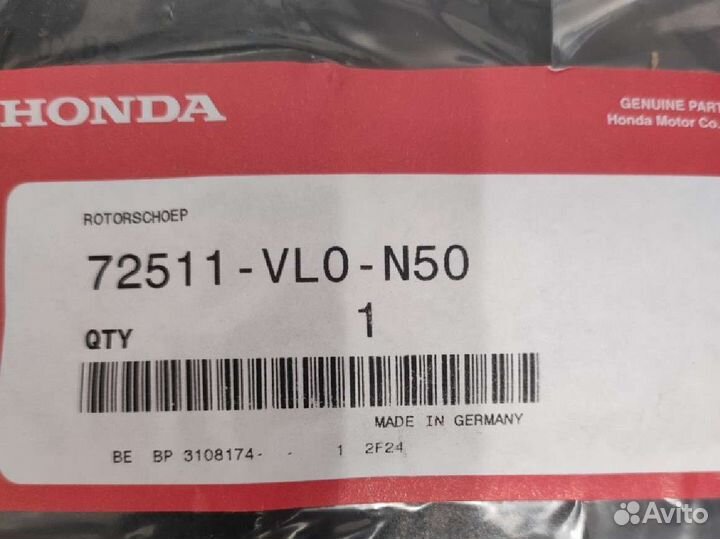 HONDA
GENUINE PART
Honda Motor Co.
ROTORSCHOEP
72511-VL0-N50
QTY 1
MADE IN GERMANY
BE BP 3108174- - 1 2F24
Avito